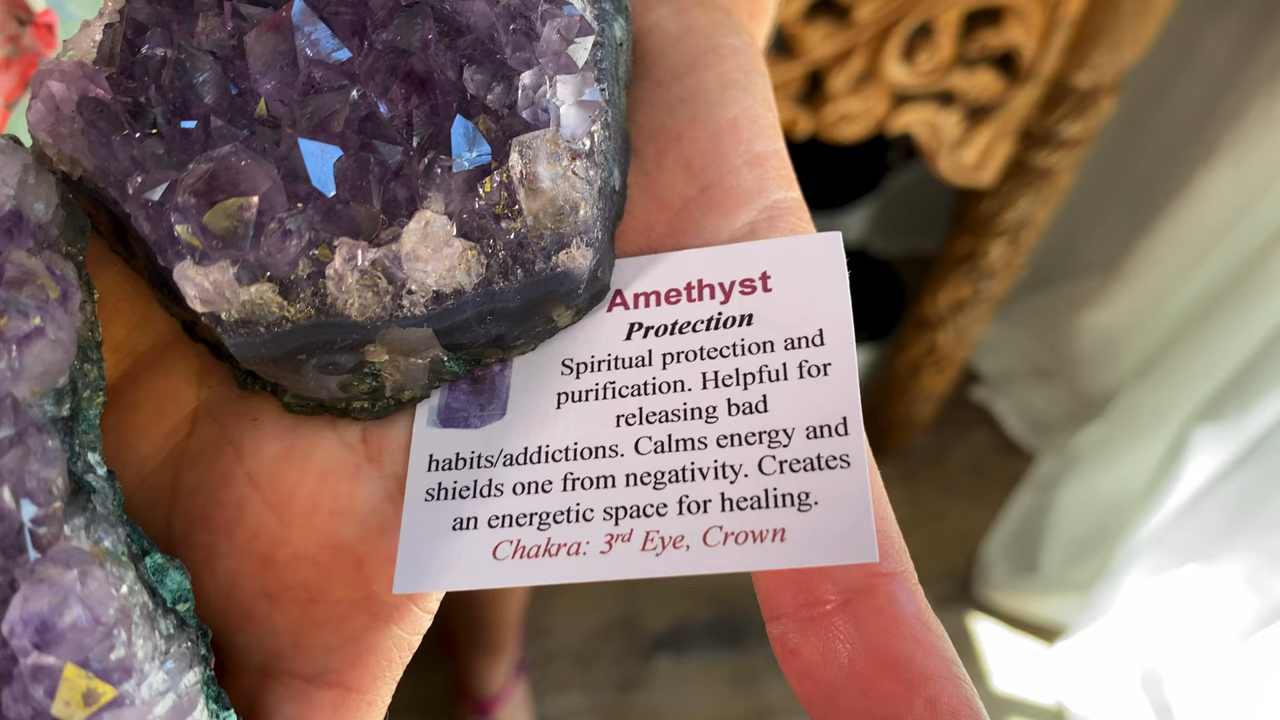 Amethyst
Protection
Spiritual protection and
purification. Helpful for
releasing bad
habits/addictions. Calms energy and
shields one from negativity. Creates
an energetic space for healing.
Chakra: 3rd Eye, Crown